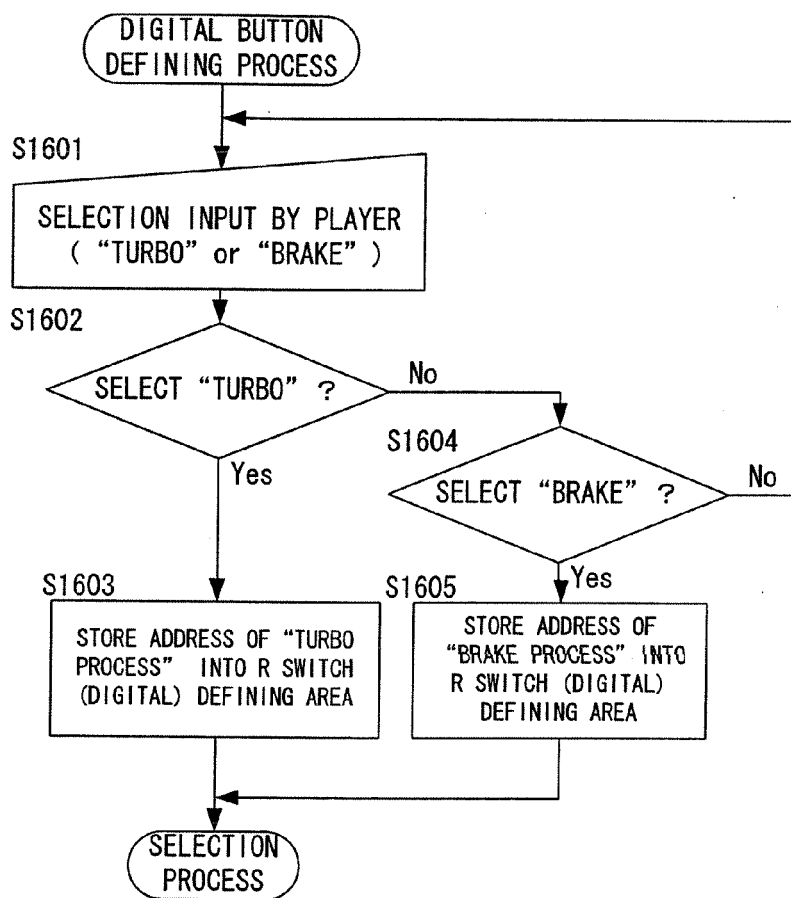 DIGITAL BUTTON
DEFINING PROCESS
S1601
SELECTION INPUT BY PLAYER
( “TURBO” or “BRAKE” )
S1602
SELECT “TURBO” ?
No
Yes
S1604
SELECT “BRAKE” ?
No
Yes
S1603
STORE ADDRESS OF “TURBO
PROCESS” INTO R SWITCH
(DIGITAL) DEFINING AREA
S1605
STORE ADDRESS OF
“BRAKE PROCESS” INTO
R SWITCH (DIGITAL)
DEFINING AREA
SELECTION
PROCESS